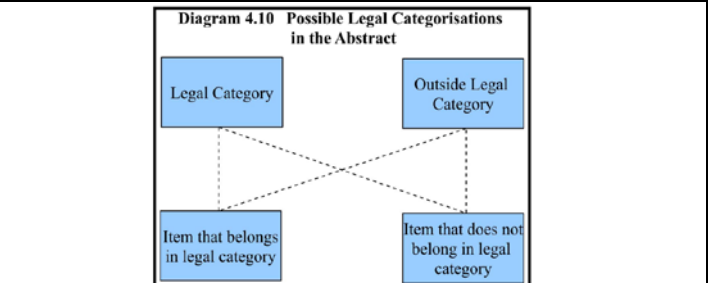 Diagram 4.10 Possible Legal Categorisations
in the Abstract
Legal Category
Outside Legal
Category
Item that belongs
in legal category
Item that does not
belong in legal
category